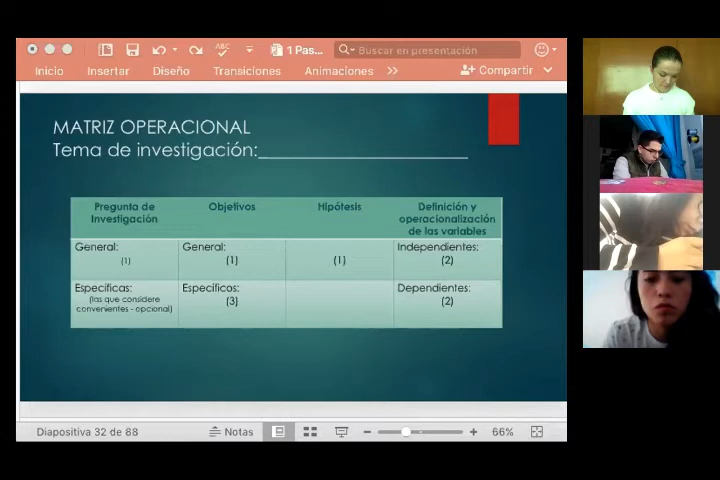 ABC
1 Pas...
Buscar en presentación
Inicio
Insertar
Diseño
Transiciones
Animaciones
Compartir
MATRIZ OPERACIONAL
Tema de investigación:____________________
Pregunta de
Investigación
Objetivos
Hipótesis
Definición y
operacionalización
de las variables
General:
(1)
General:
(1)
(1)
Independientes:
(2)
Específicas:
(las que considere
convenientes - opcional)
Específicos:
(3)
Dependientes:
(2)
Diapositiva 32 de 88
Notas
66%